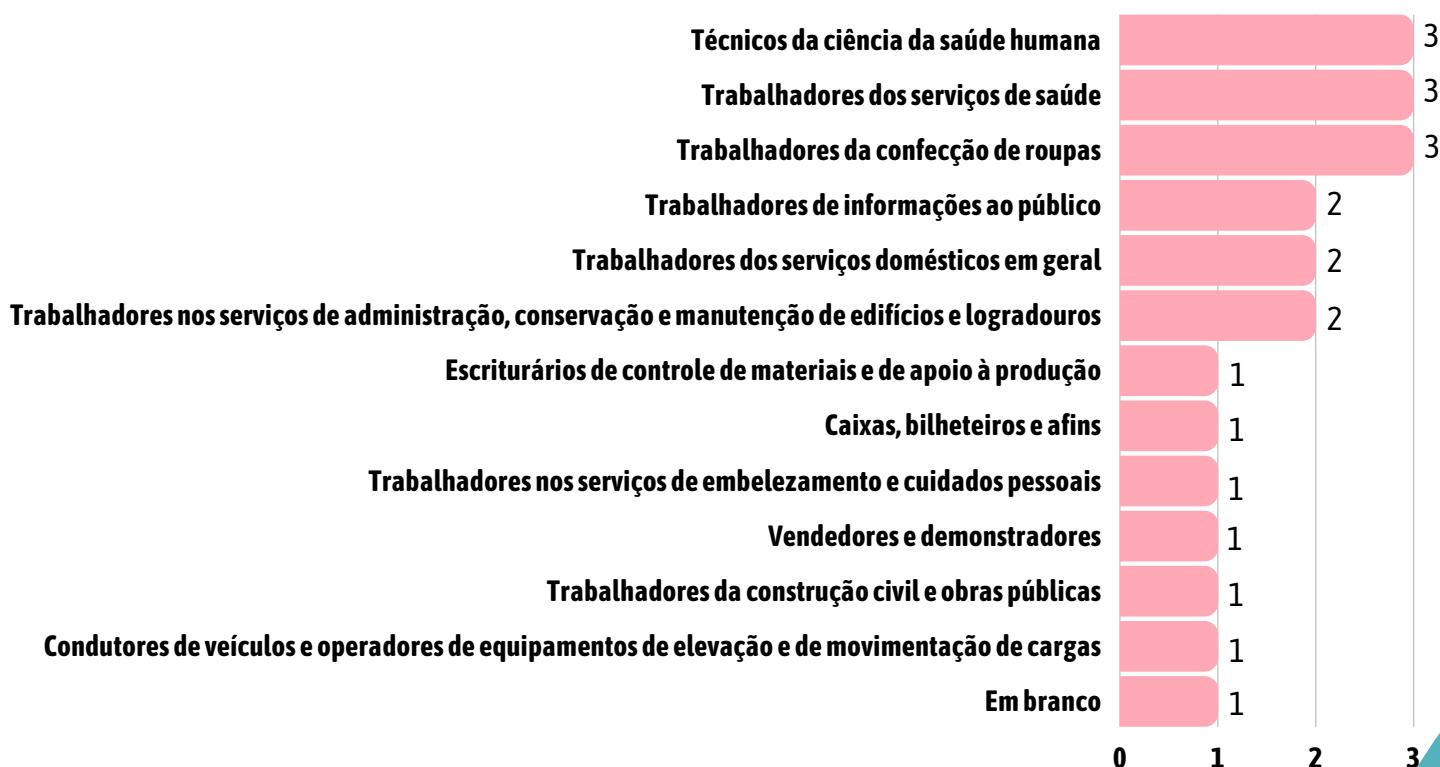 Técnicos da ciência da saúde humana 3
Trabalhadores dos serviços de saúde 3
Trabalhadores da confecção de roupas 3
Trabalhadores de informações ao público 2
Trabalhadores dos serviços domésticos em geral 2
Trabalhadores nos serviços de administração, conservação e manutenção de edifícios e logradouros 2
Escriturários de controle de materiais e de apoio à produção 1
Caixas, bilheteiros e afins 1
Trabalhadores nos serviços de embelezamento e cuidados pessoais 1
Vendedores e demonstradores 1
Trabalhadores da construção civil e obras públicas 1
Condutores de veículos e operadores de equipamentos de elevação e de movimentação de cargas 1
Em branco 1
0 1 2 3